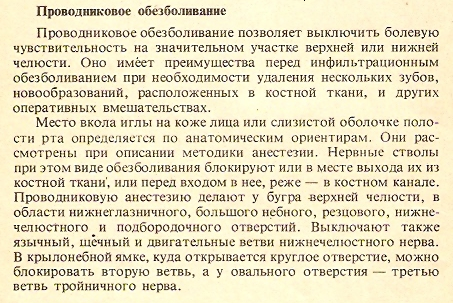 Проводниковое обезболивание
Проводниковое обезболивание позволяет выключить болевую
чувствительность на значительном участке верхней или нижней
челюсти. Оно имеет преимущества перед инфильтрационным
обезболиванием при необходимости удаления нескольких зубов,
новообразований, расположенных в костной ткани, и других
оперативных вмешательствах.
Место вкола иглы на коже лица или слизистой оболочке поло-
сти рта определяется по анатомическим ориентирам. Они рас-
смотрены при описании методики анестезии. Нервные стволы
при этом виде обезболивания блокируют или в месте выхода их из
костной ткани, или перед входом в нее, реже — в костном канале.
Проводниковую анестезию делают у бугра верхней челюсти, в
области нижнеглазничного, большого небного, резцового, нижне-
челюстного и подбородочного отверстий. Выключают также
язычный, щечный и двигательные ветви нижнечелюстного нерва.
В крылонебной ямке, куда открывается круглое отверстие, можно
блокировать вторую ветвь, а у овального отверстия — третью
ветвь тройничного нерва.